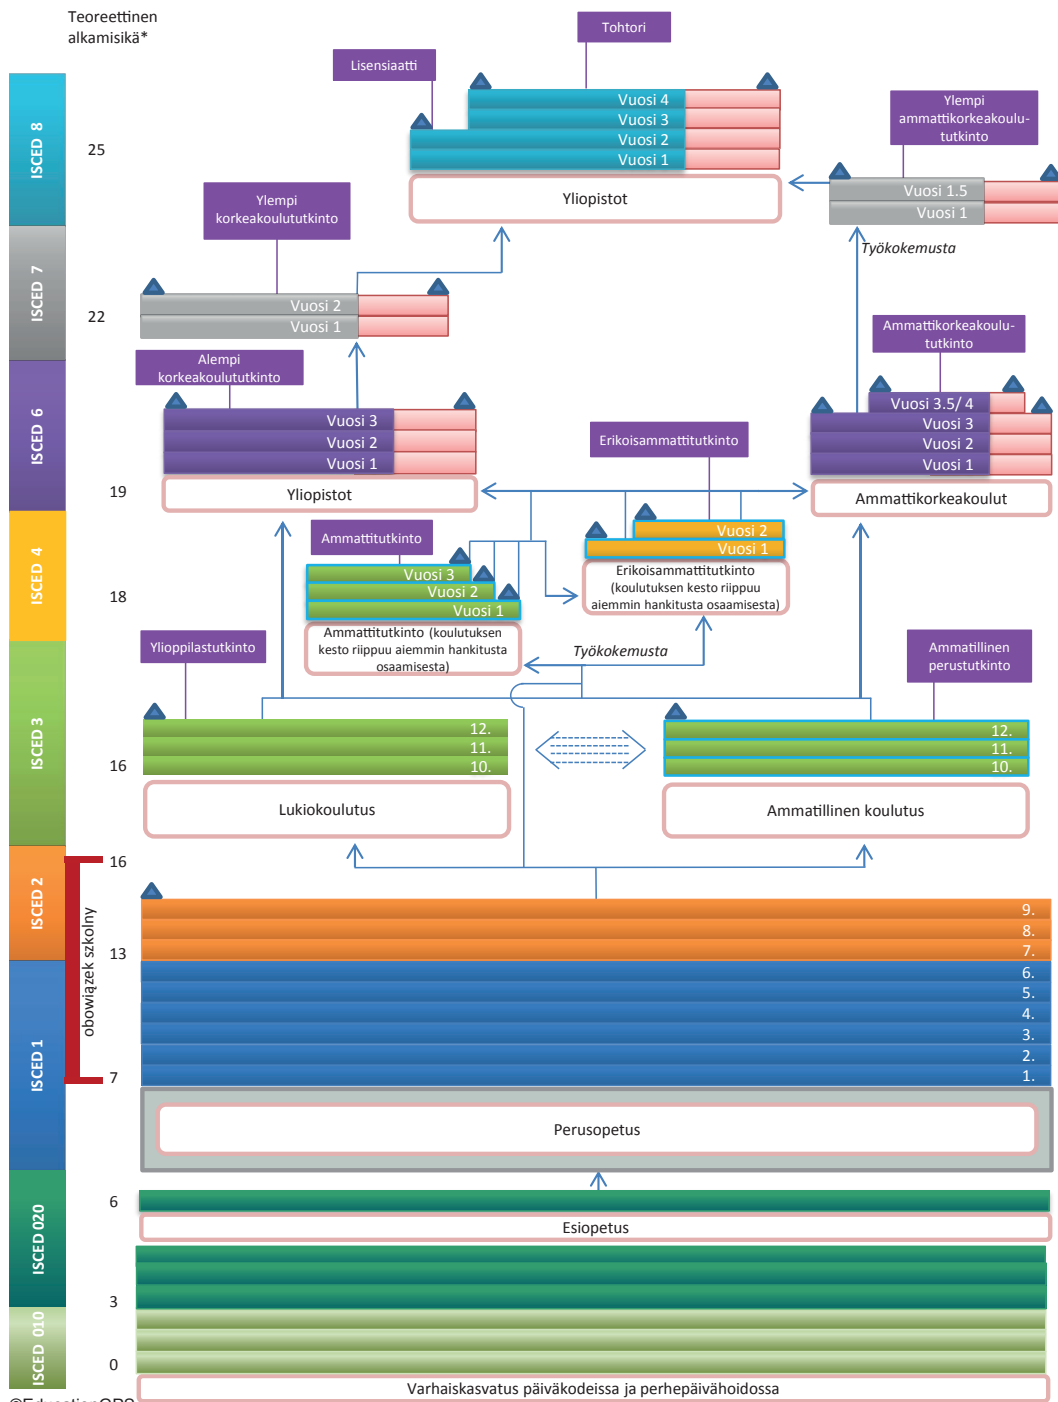 Teoreettinen
alkamisikä*
Tohtori
Lisensiaatti
Vuosi 4
Vuosi 3
Vuosi 2
Vuosi 1
Yliopistot
Ylempi
ammattikorkeakoulu-
tutkinto
Vuosi 1.5
Vuosi 1
Työkokemusta
ISCED 8
25
Ylempi
korkeakoulututkinto
Vuosi 2
Vuosi 1
ISCED 7
22
Ammattikorkeakoulu-
tutkinto
Vuosi 3.5/ 4
Vuosi 3
Vuosi 2
Vuosi 1
Ammattikorkeakoulut
Alempi
korkeakoulututkinto
Vuosi 3
Vuosi 2
Vuosi 1
Yliopistot
ISCED 6
19
Erikoisammattitutkinto
Vuosi 2
Vuosi 1
Erikoisammattitutkinto
(koulutuksen kesto riippuu
aiemmin hankitusta osaamisesta)
Ammattitutkinto
Vuosi 3
Vuosi 2
Vuosi 1
Ammattitutkinto (koulutuksen
kesto riippuu aiemmin hankitusta
osaamisesta)
Työkokemusta
ISCED 4
18
Ylioppilastutkinto
12.
11.
10.
Lukiokoulutus
Ammatillinen
perustutkinto
12.
11.
10.
Ammatillinen koulutus
ISCED 3
16
16
ISCED 2
obowiązek szkolny
13
9.
8.
7.
6.
5.
4.
3.
2.
1.
ISCED 1
7
Perusopetus
ISCED 020
6
Esiopetus
3
ISCED 010
0
Varhaiskasvatus päiväkodeissa ja perhepäivähoidossa
©EducationGPS